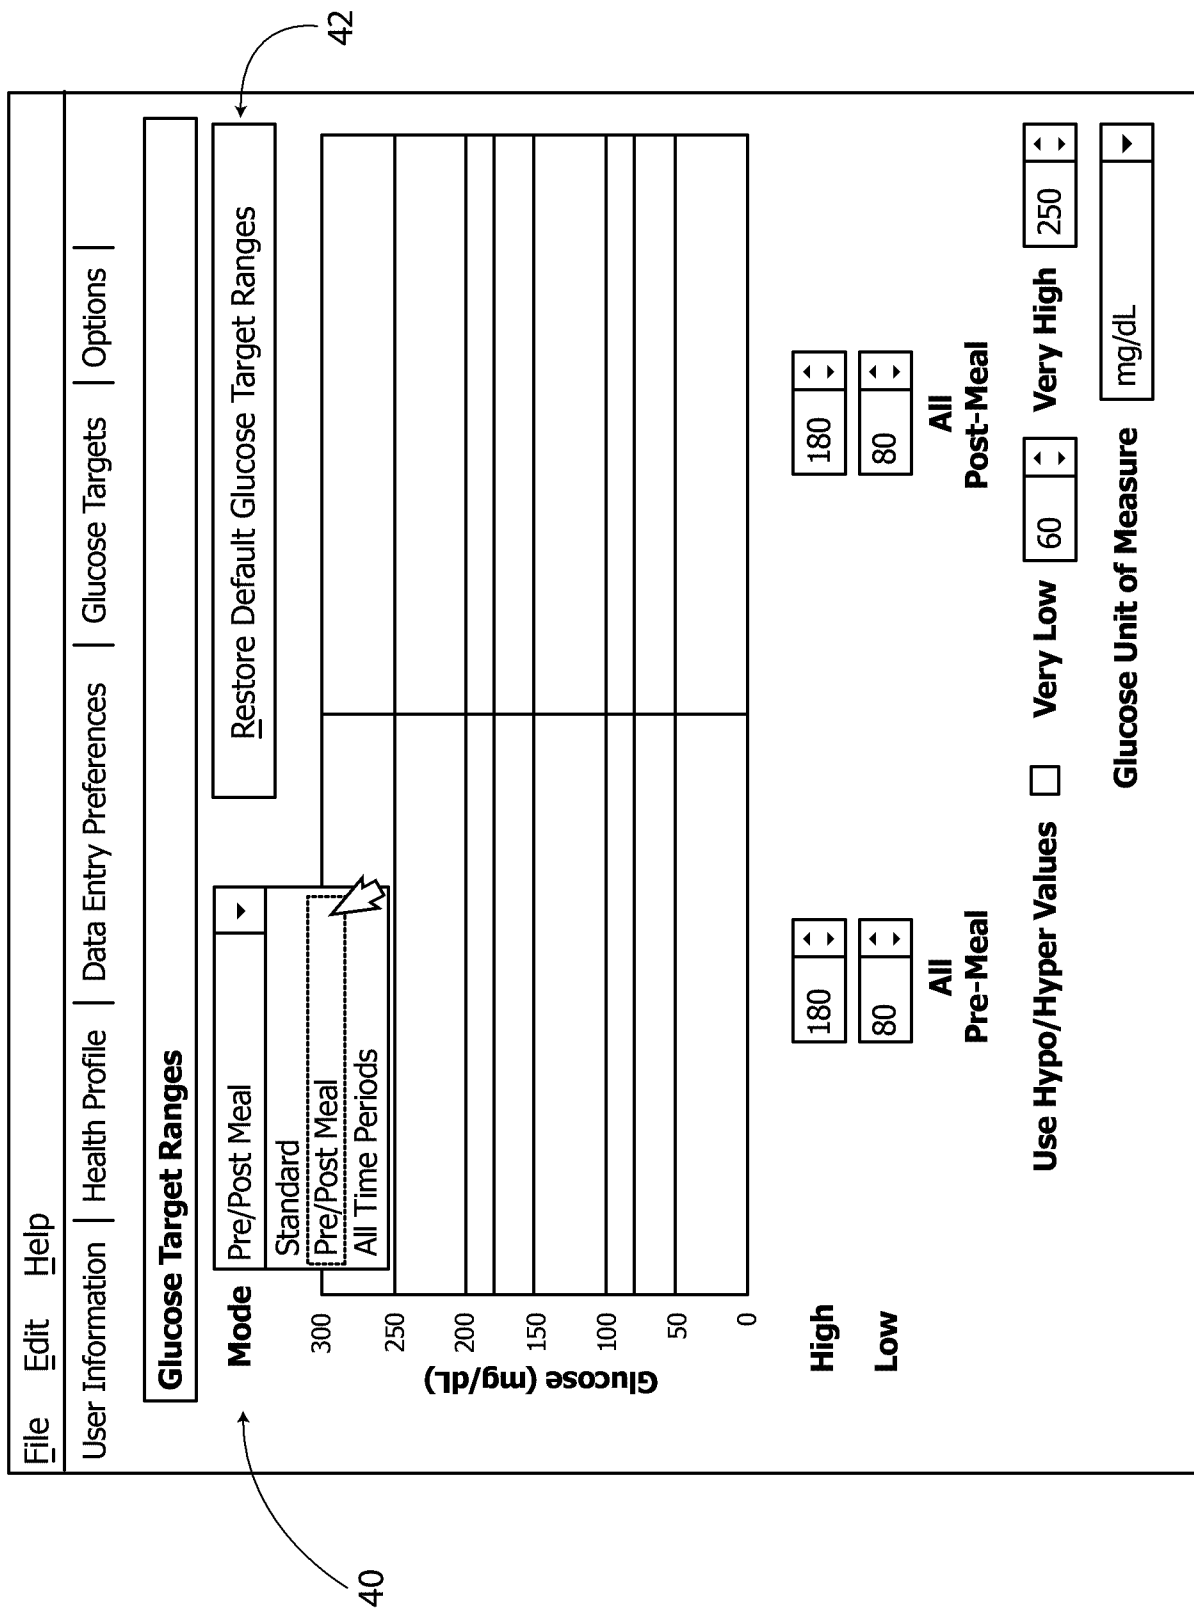 File Edit Help
User Information | Health Profile | Data Entry Preferences | Glucose Targets | Options |
Glucose Target Ranges
Mode Pre/Post Meal Restore Default Glucose Target Ranges
42
40
Standard
Pre/Post Meal
All Time Periods
Glucose (mg/dL)
300
250
200
150
100
50
0
High 180 180
Low 80 80
All All
Pre-Meal Post-Meal
Use Hypo/Hyper Values Very Low 60 Very High 250
Glucose Unit of Measure mg/dL